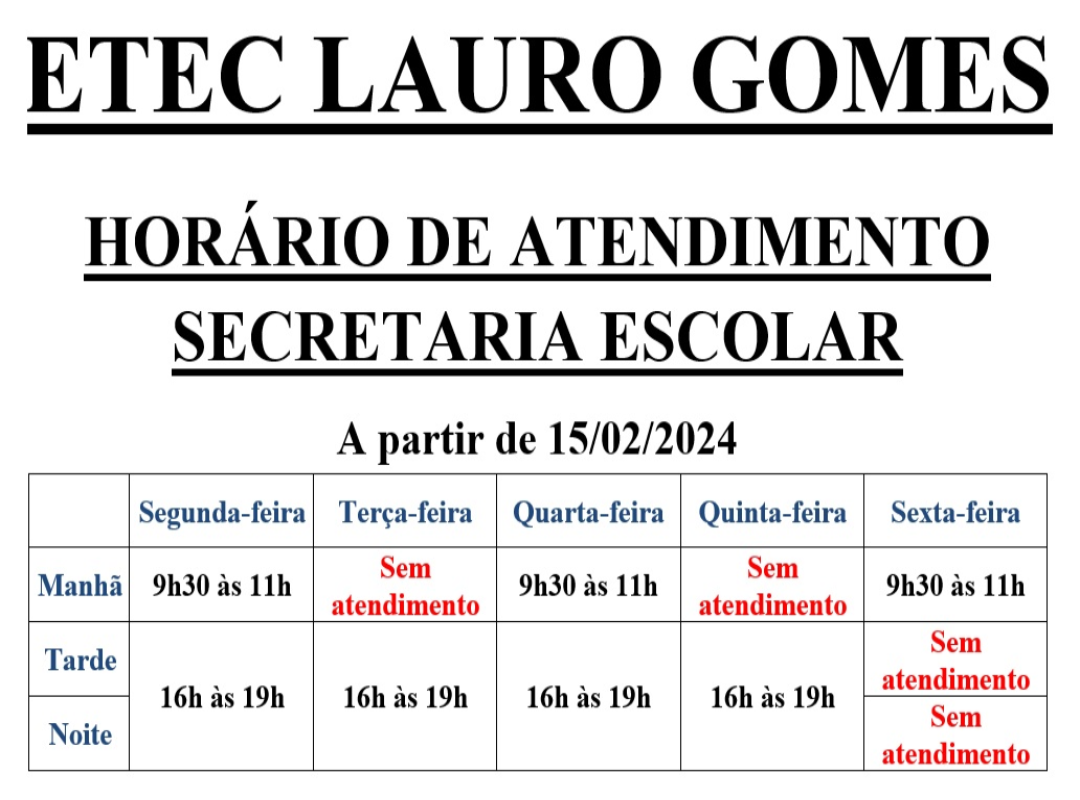 ETEC LAURO GOMES
HORÁRIO DE ATENDIMENTO
SECRETARIA ESCOLAR
A partir de 15/02/2024
Segunda-feira Terça-feira Quarta-feira Quinta-feira Sexta-feira
Manhã 9h30 às 11h Sem atendimento 9h30 às 11h Sem atendimento 9h30 às 11h
Tarde 16h às 19h 16h às 19h 16h às 19h 16h às 19h Sem atendimento
Noite Sem atendimento